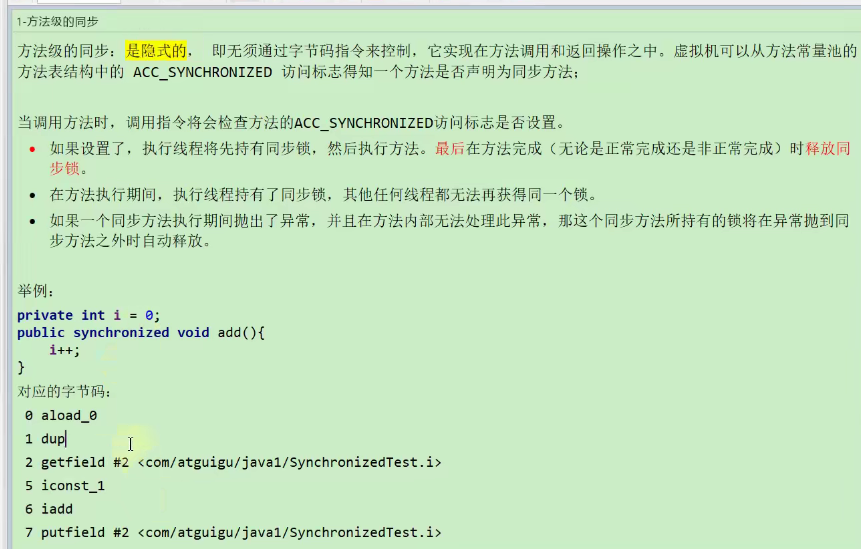 1-方法级的同步
方法级的同步：是隐式的， 即无须通过字节码指令来控制，它实现在方法调用和返回操作之中。虚拟机可以从方法常量池的
方法表结构中的 ACC_SYNCHRONIZED 访问标志得知一个方法是否声明为同步方法；
当调用方法时，调用指令将会检查方法的ACC_SYNCHRONIZED访问标志是否设置。
• 如果设置了，执行线程将先持有同步锁，然后执行方法。最后在方法完成（无论是正常完成还是非正常完成）时释放同
步锁。
• 在方法执行期间，执行线程持有了同步锁，其他任何线程都无法再获得同一个锁。
• 如果一个同步方法执行期间抛出了异常，并且在方法内部无法处理此异常，那这个同步方法所持有的锁将在异常抛到同
步方法之外时自动释放。
举例：
private int i = 0;
public synchronized void add(){
i++;
}
对应的字节码：
0 aload_0
1 dup
2 getfield #2 <com/atguigu/java1/SynchronizedTest.i>
5 iconst_1
6 iadd
7 putfield #2 <com/atguigu/java1/SynchronizedTest.i>